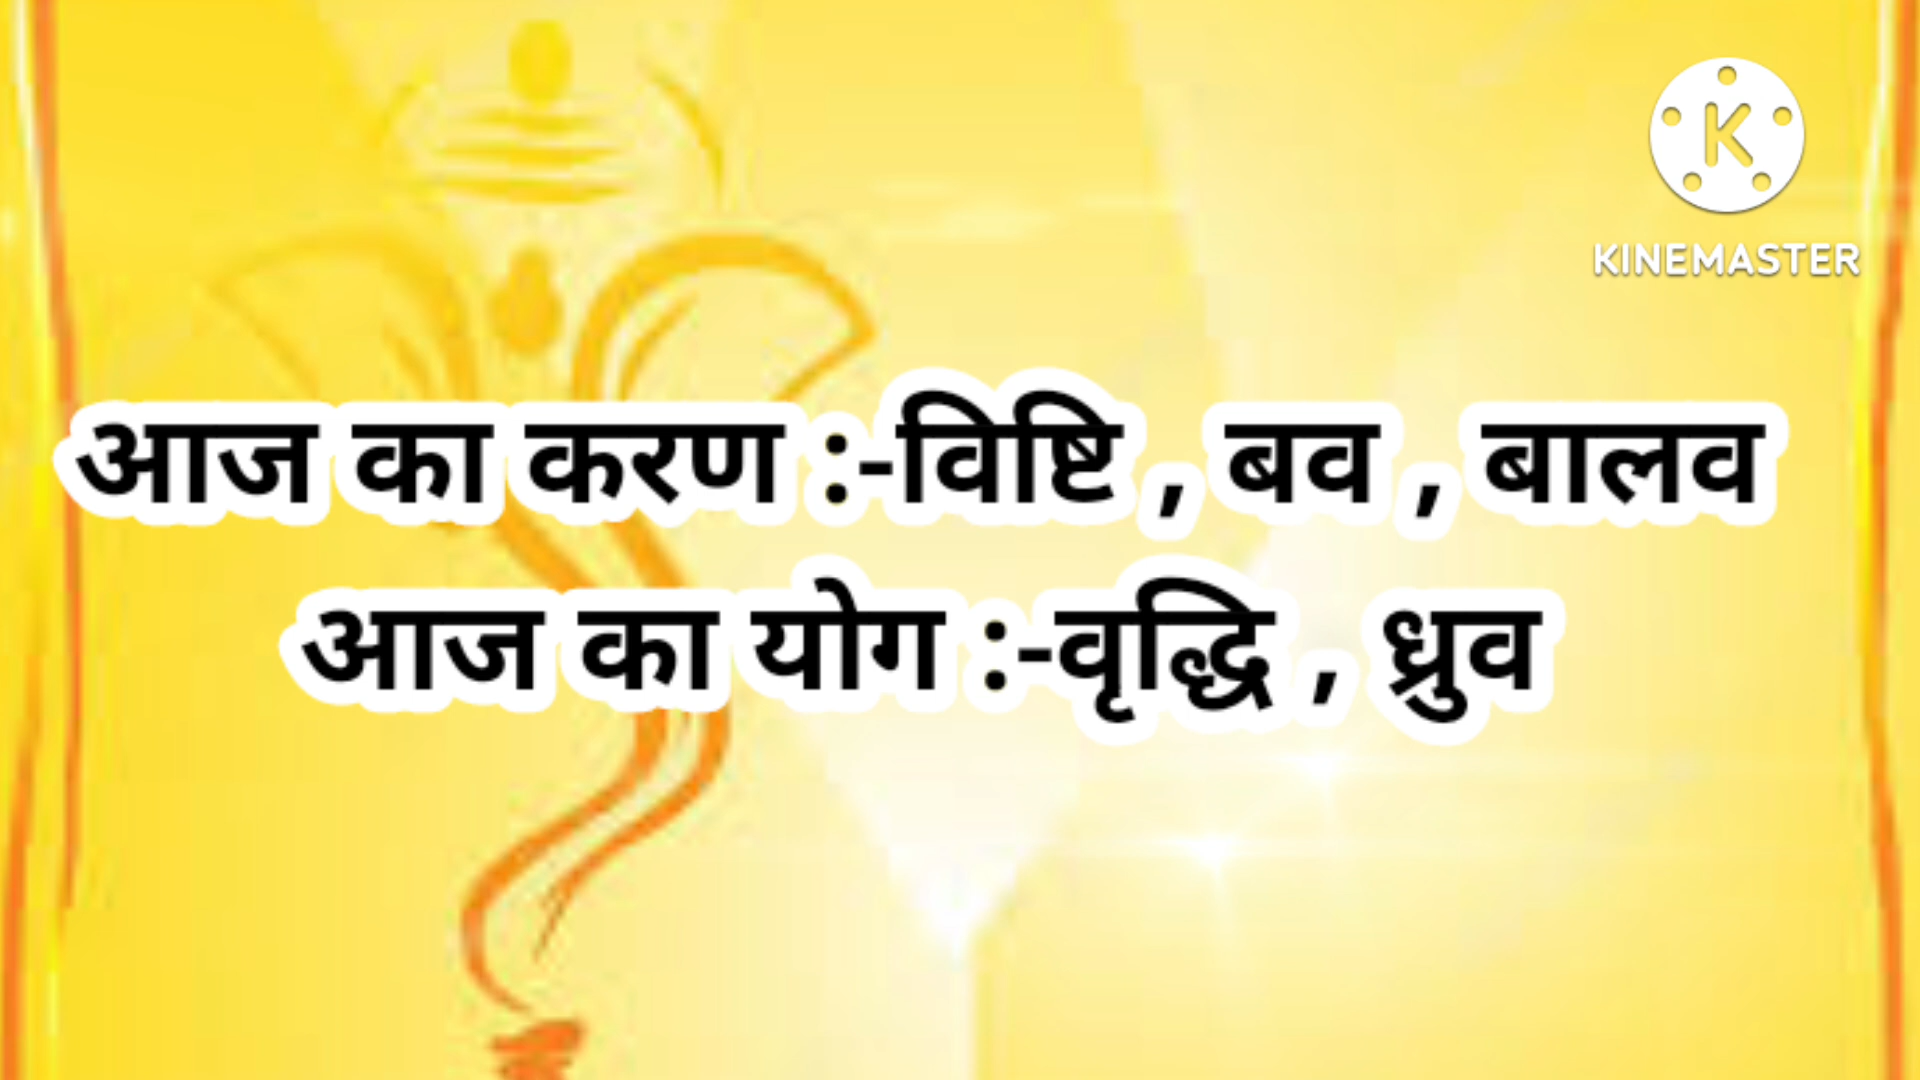 KINEMASTER
आज का करण :-विष्टि , बव , बालव
आज का योग :-वृद्धि , ध्रुव